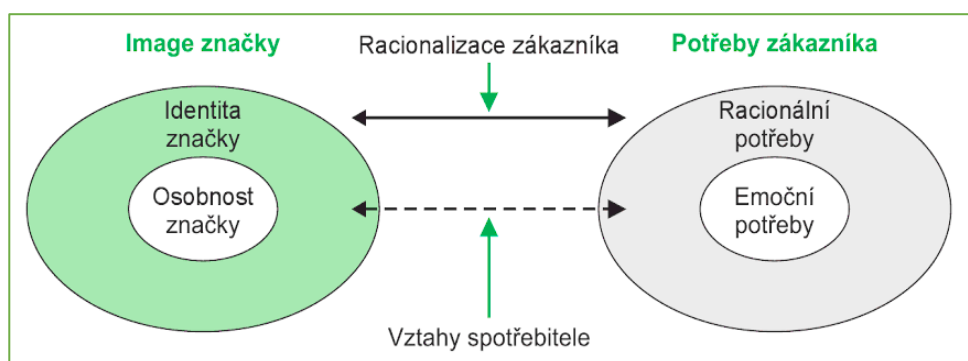 Image značky
Racionalizace zákazníka
Potřeby zákazníka
Identita
značky
Osobnost
značky
Racionální
potřeby
Emoční
potřeby
Vztahy spotřebitele